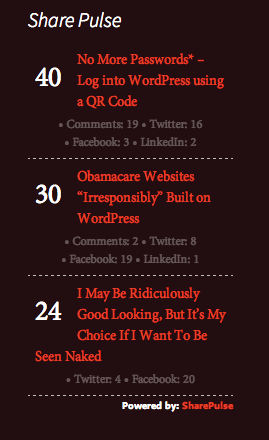 Share Pulse
40
No More Passwords* –
Log into WordPress using
a QR Code
• Comments: 19 • Twitter: 16
• Facebook: 3 • LinkedIn: 2
30
Obamacare Websites
“Irresponsibly” Built on
WordPress
• Comments: 2 • Twitter: 8
• Facebook: 19 • LinkedIn: 1
24
I May Be Ridiculously
Good Looking, But It’s My
Choice If I Want To Be
Seen Naked
• Twitter: 4 • Facebook: 20
Powered by: SharePulse